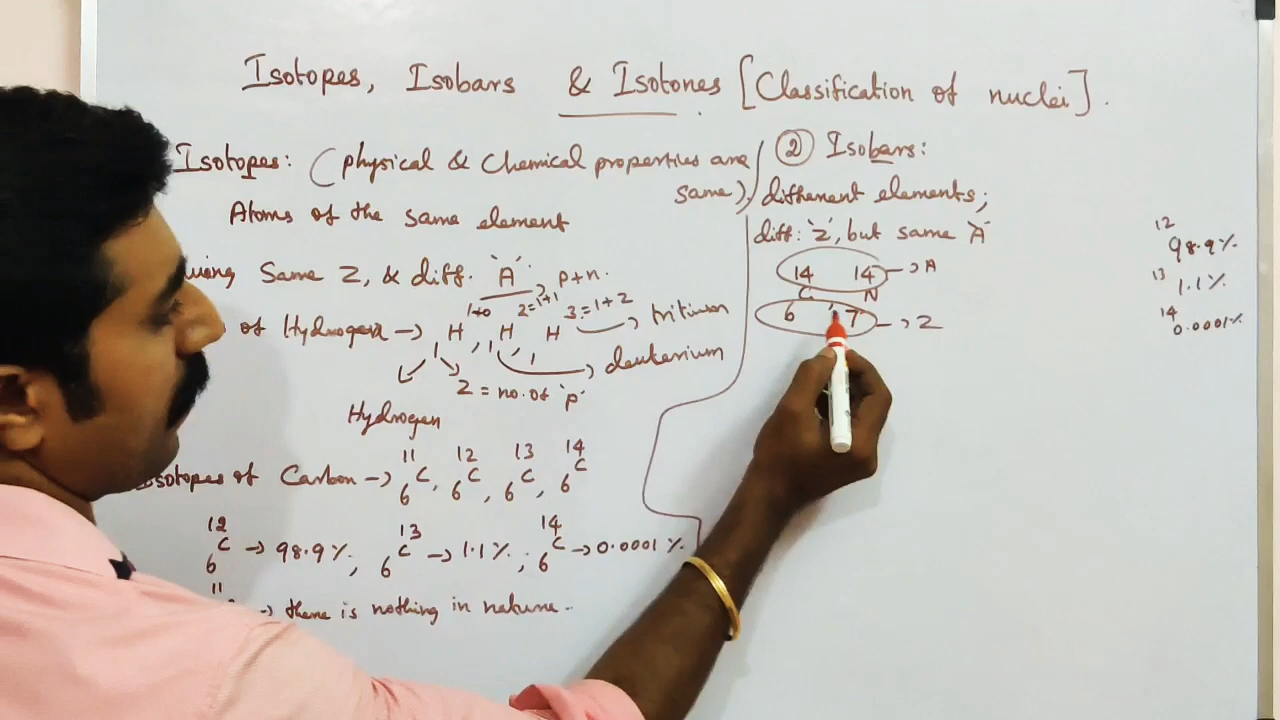 Isotopes, Isobars & Isotones [Classification of nuclei].
Isotopes: (physical & chemical properties are
same),
Atoms of the same element
Same Z, & diff. `A' p+n.
1+0 2=1+1 3=1+2
of Hydrogen → H, H, H tritium
1 1 1 deuterium
Z = no. of 'p'
Hydrogen
11 12 13 14
Isotopes of Carbon → C, C, C, C
6 6 6 6
12 13 14
C → 98.9%, C → 1.1%; C → 0.0001%
6 6 6
11
→ there is nothing in nature.
② Isobars:
different elements;
diff: `Z', but same `A'
14 14 → A
C N
6 7 → Z
12
98.9%
13
1.1%
14
0.0001%